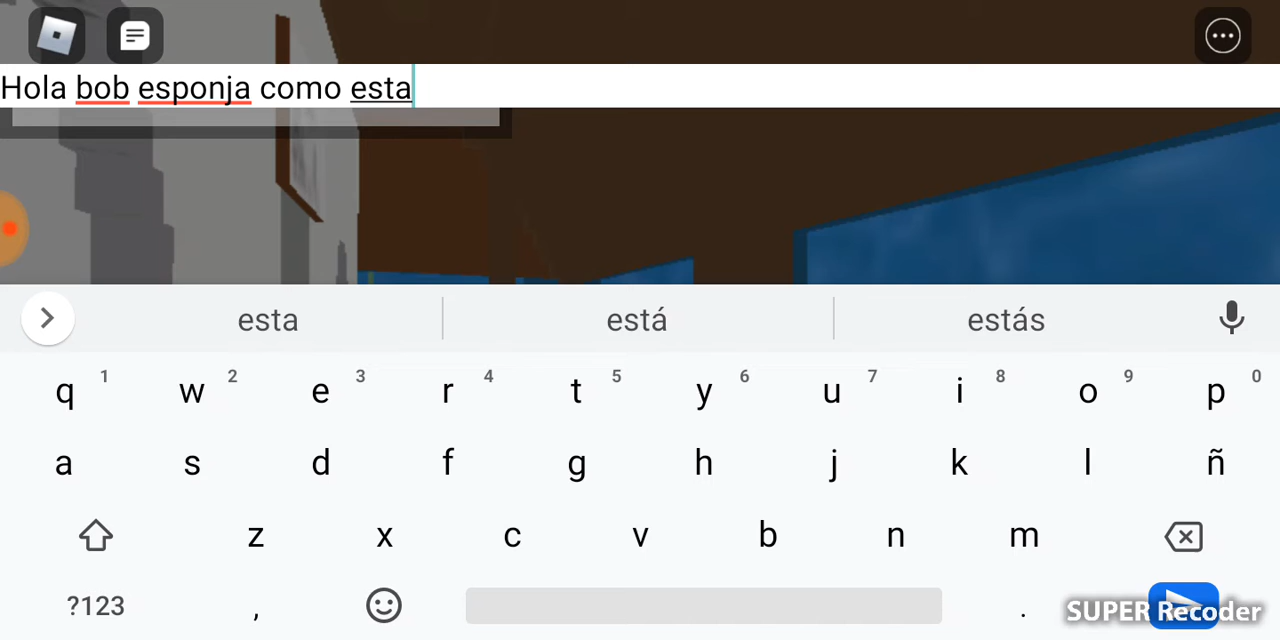 Hola bob esponja como esta
esta está estás
q 1 w 2 e 3 r 4 t 5 y 6 u 7 i 8 o 9 p 0
a s d f g h j k l ñ
z x c v b n m
?123 , .
SUPER Recoder